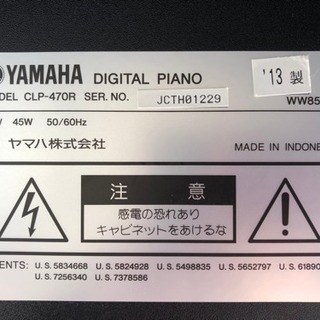 YAMAHA DIGITAL PIANO
'13 製
DEL CLP-470R SER. NO. JCTH01229
WW85
45W 50/60Hz
ヤマハ株式会社
MADE IN INDONE
注 意
感電の恐れあり
キャビネットをあけるな
ENTS: U.S. 5834668 U.S. 5824928 U.S. 5498835 U.S. 5652797 U.S. 61890
U.S. 7256340 U.S. 7378586